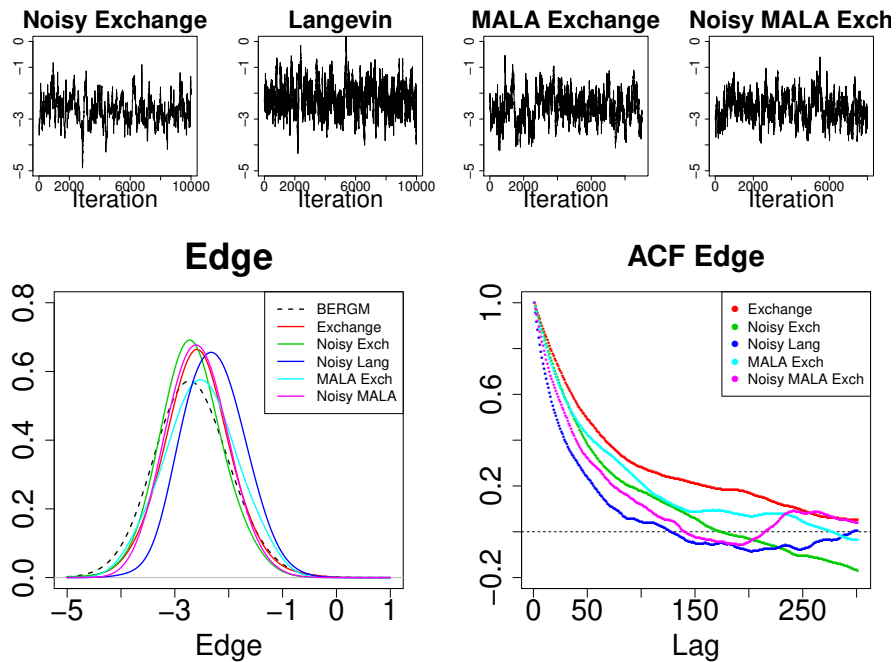 Noisy Exchange
0
−1
−3
−5
0 2000 6000 10000
Iteration
Langevin
0
−1
−3
−5
0 2000 6000 10000
Iteration
MALA Exchange
0
−1
−3
−5
0 2000 6000
Iteration
Noisy MALA Exch
0
−1
−3
−5
0 2000 6000
Iteration
Edge
0.8
0.6
0.4
0.2
0.0
−5 −3 −1 0 1
Edge
BERGM
Exchange
Noisy Exch
Noisy Lang
MALA Exch
Noisy MALA
ACF Edge
1.0
0.6
0.2
−0.2
0 50 150 250
Lag
Exchange
Noisy Exch
Noisy Lang
MALA Exch
Noisy MALA Exch